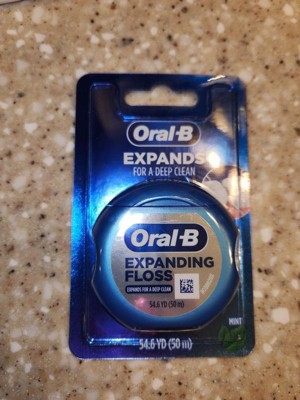 Oral-B
EXPANDS
FOR A DEEP CLEAN
Oral-B
EXPANDING
FLOSS
EXPANDS FOR A DEEP CLEAN
54.6 YD (50 m)
MINT
54.6 YD (50 m)